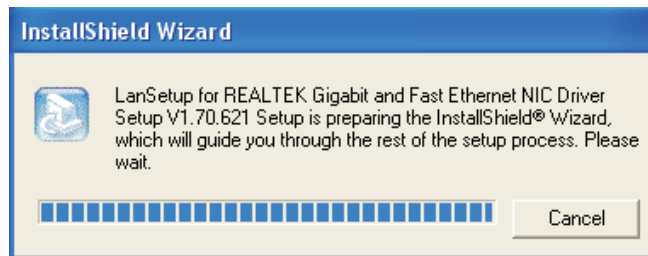 InstallShield Wizard
LanSetup for REALTEK Gigabit and Fast Ethernet NIC Driver
Setup V1.70.621 Setup is preparing the InstallShield® Wizard,
which will guide you through the rest of the setup process. Please
wait.
Cancel